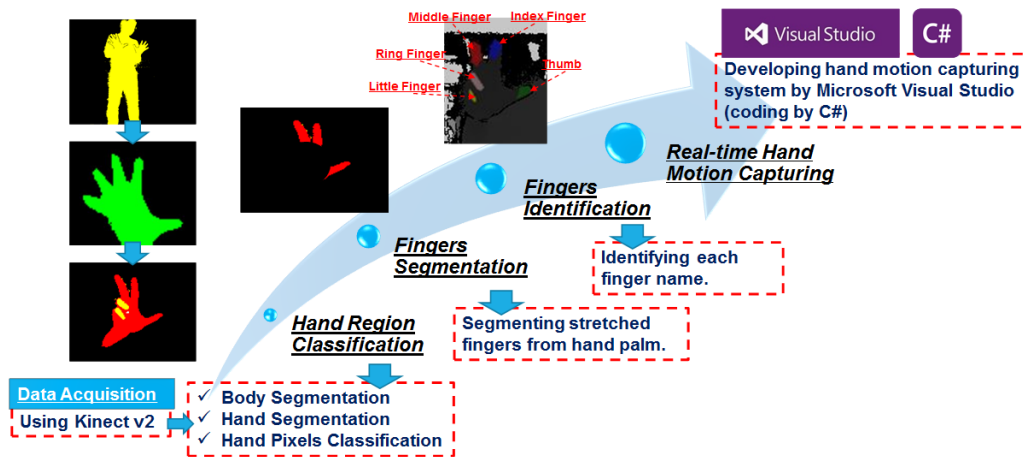 Middle Finger
Index Finger
Ring Finger
Thumb
Little Finger
Visual Studio
C#
Developing hand motion capturing
system by Microsoft Visual Studio
(coding by C#)
Real-time Hand
Motion Capturing
Fingers
Identification
Identifying each
finger name.
Fingers
Segmentation
Segmenting stretched
fingers from hand palm.
Hand Region
Classification
Data Acquisition
Using Kinect v2
✓ Body Segmentation
✓ Hand Segmentation
✓ Hand Pixels Classification